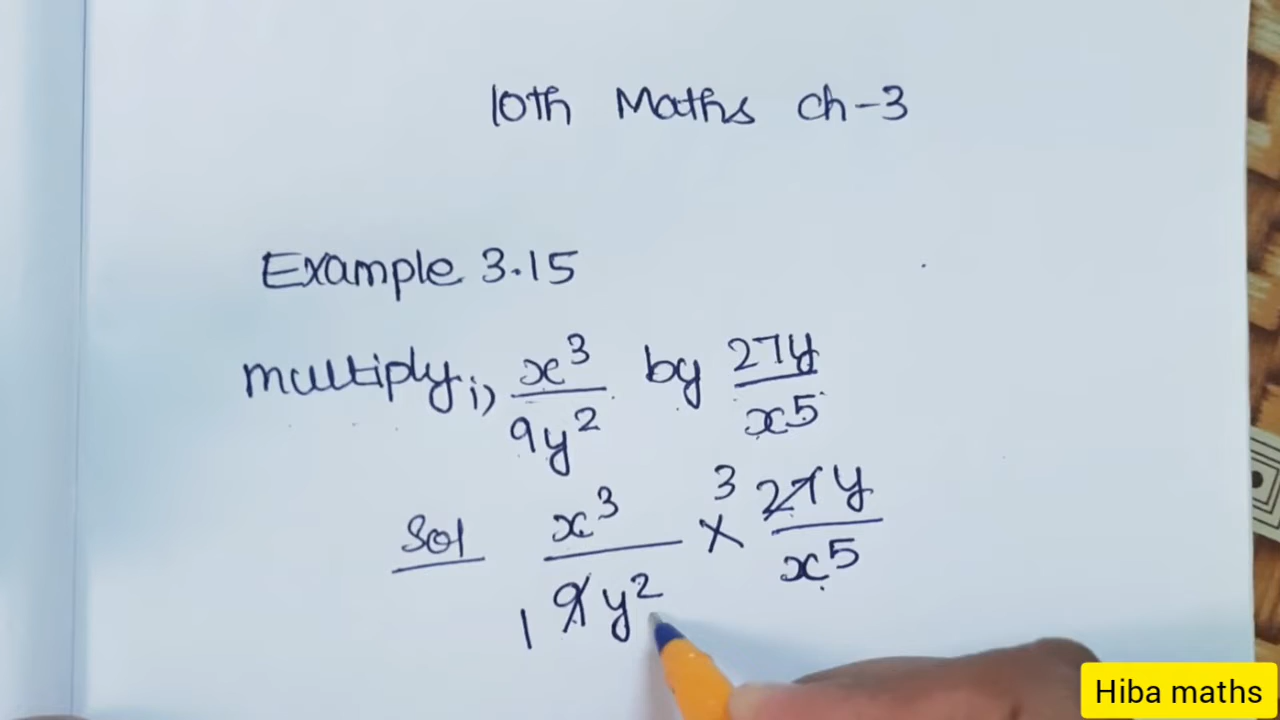 10th Maths Ch-3
Example 3.15
multiply, i) x³/9y² by 27y/x⁵
Sol x³/9y² × 27y/x⁵
3
1
Hiba maths